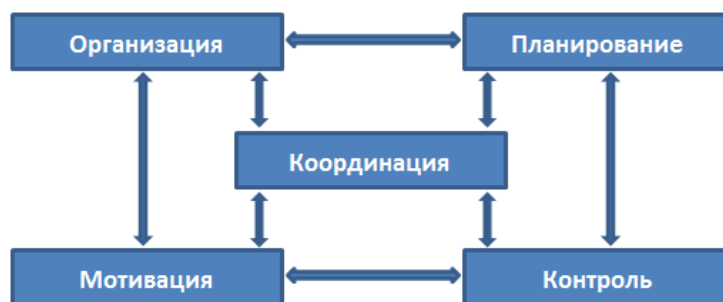 Организация
Планирование
Координация
Мотивация
Контроль